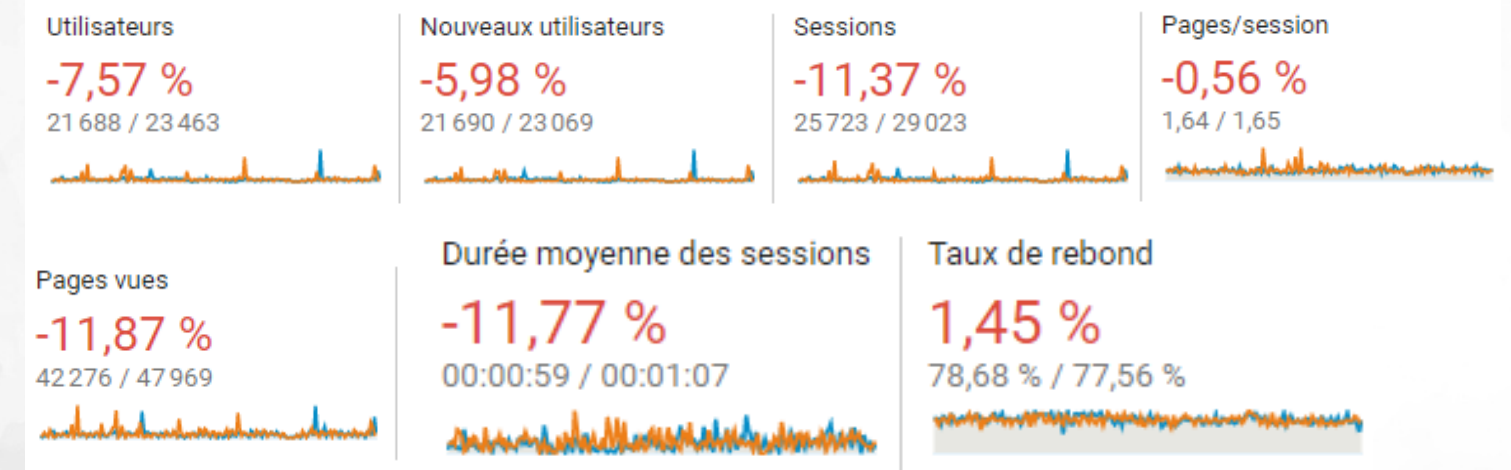 Utilisateurs
-7,57 %
21 688 / 23 463
Nouveaux utilisateurs
-5,98 %
21 690 / 23 069
Sessions
-11,37 %
25 723 / 29 023
Pages/session
-0,56 %
1,64 / 1,65
Pages vues
-11,87 %
42 276 / 47 969
Durée moyenne des sessions
-11,77 %
00:00:59 / 00:01:07
Taux de rebond
1,45 %
78,68 % / 77,56 %